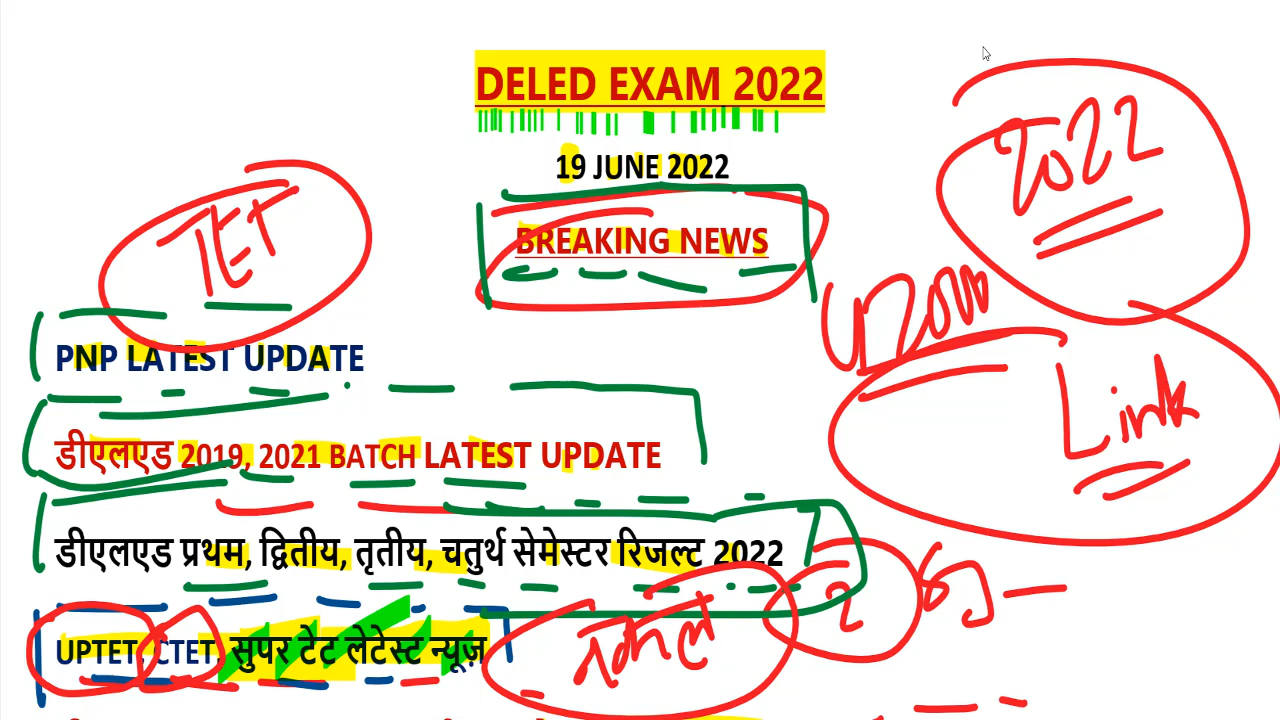 DELED EXAM 2022
19 JUNE 2022
BREAKING NEWS
2022
TET
PNP LATEST UPDATE
Link
डीएलएड 2019, 2021 BATCH LATEST UPDATE
डीएलएड प्रथम, द्वितीय, तृतीय, चतुर्थ सेमेस्टर रिजल्ट 2022
2
UPTET, CTET, सुपर टेट लेटेस्ट न्यूज़